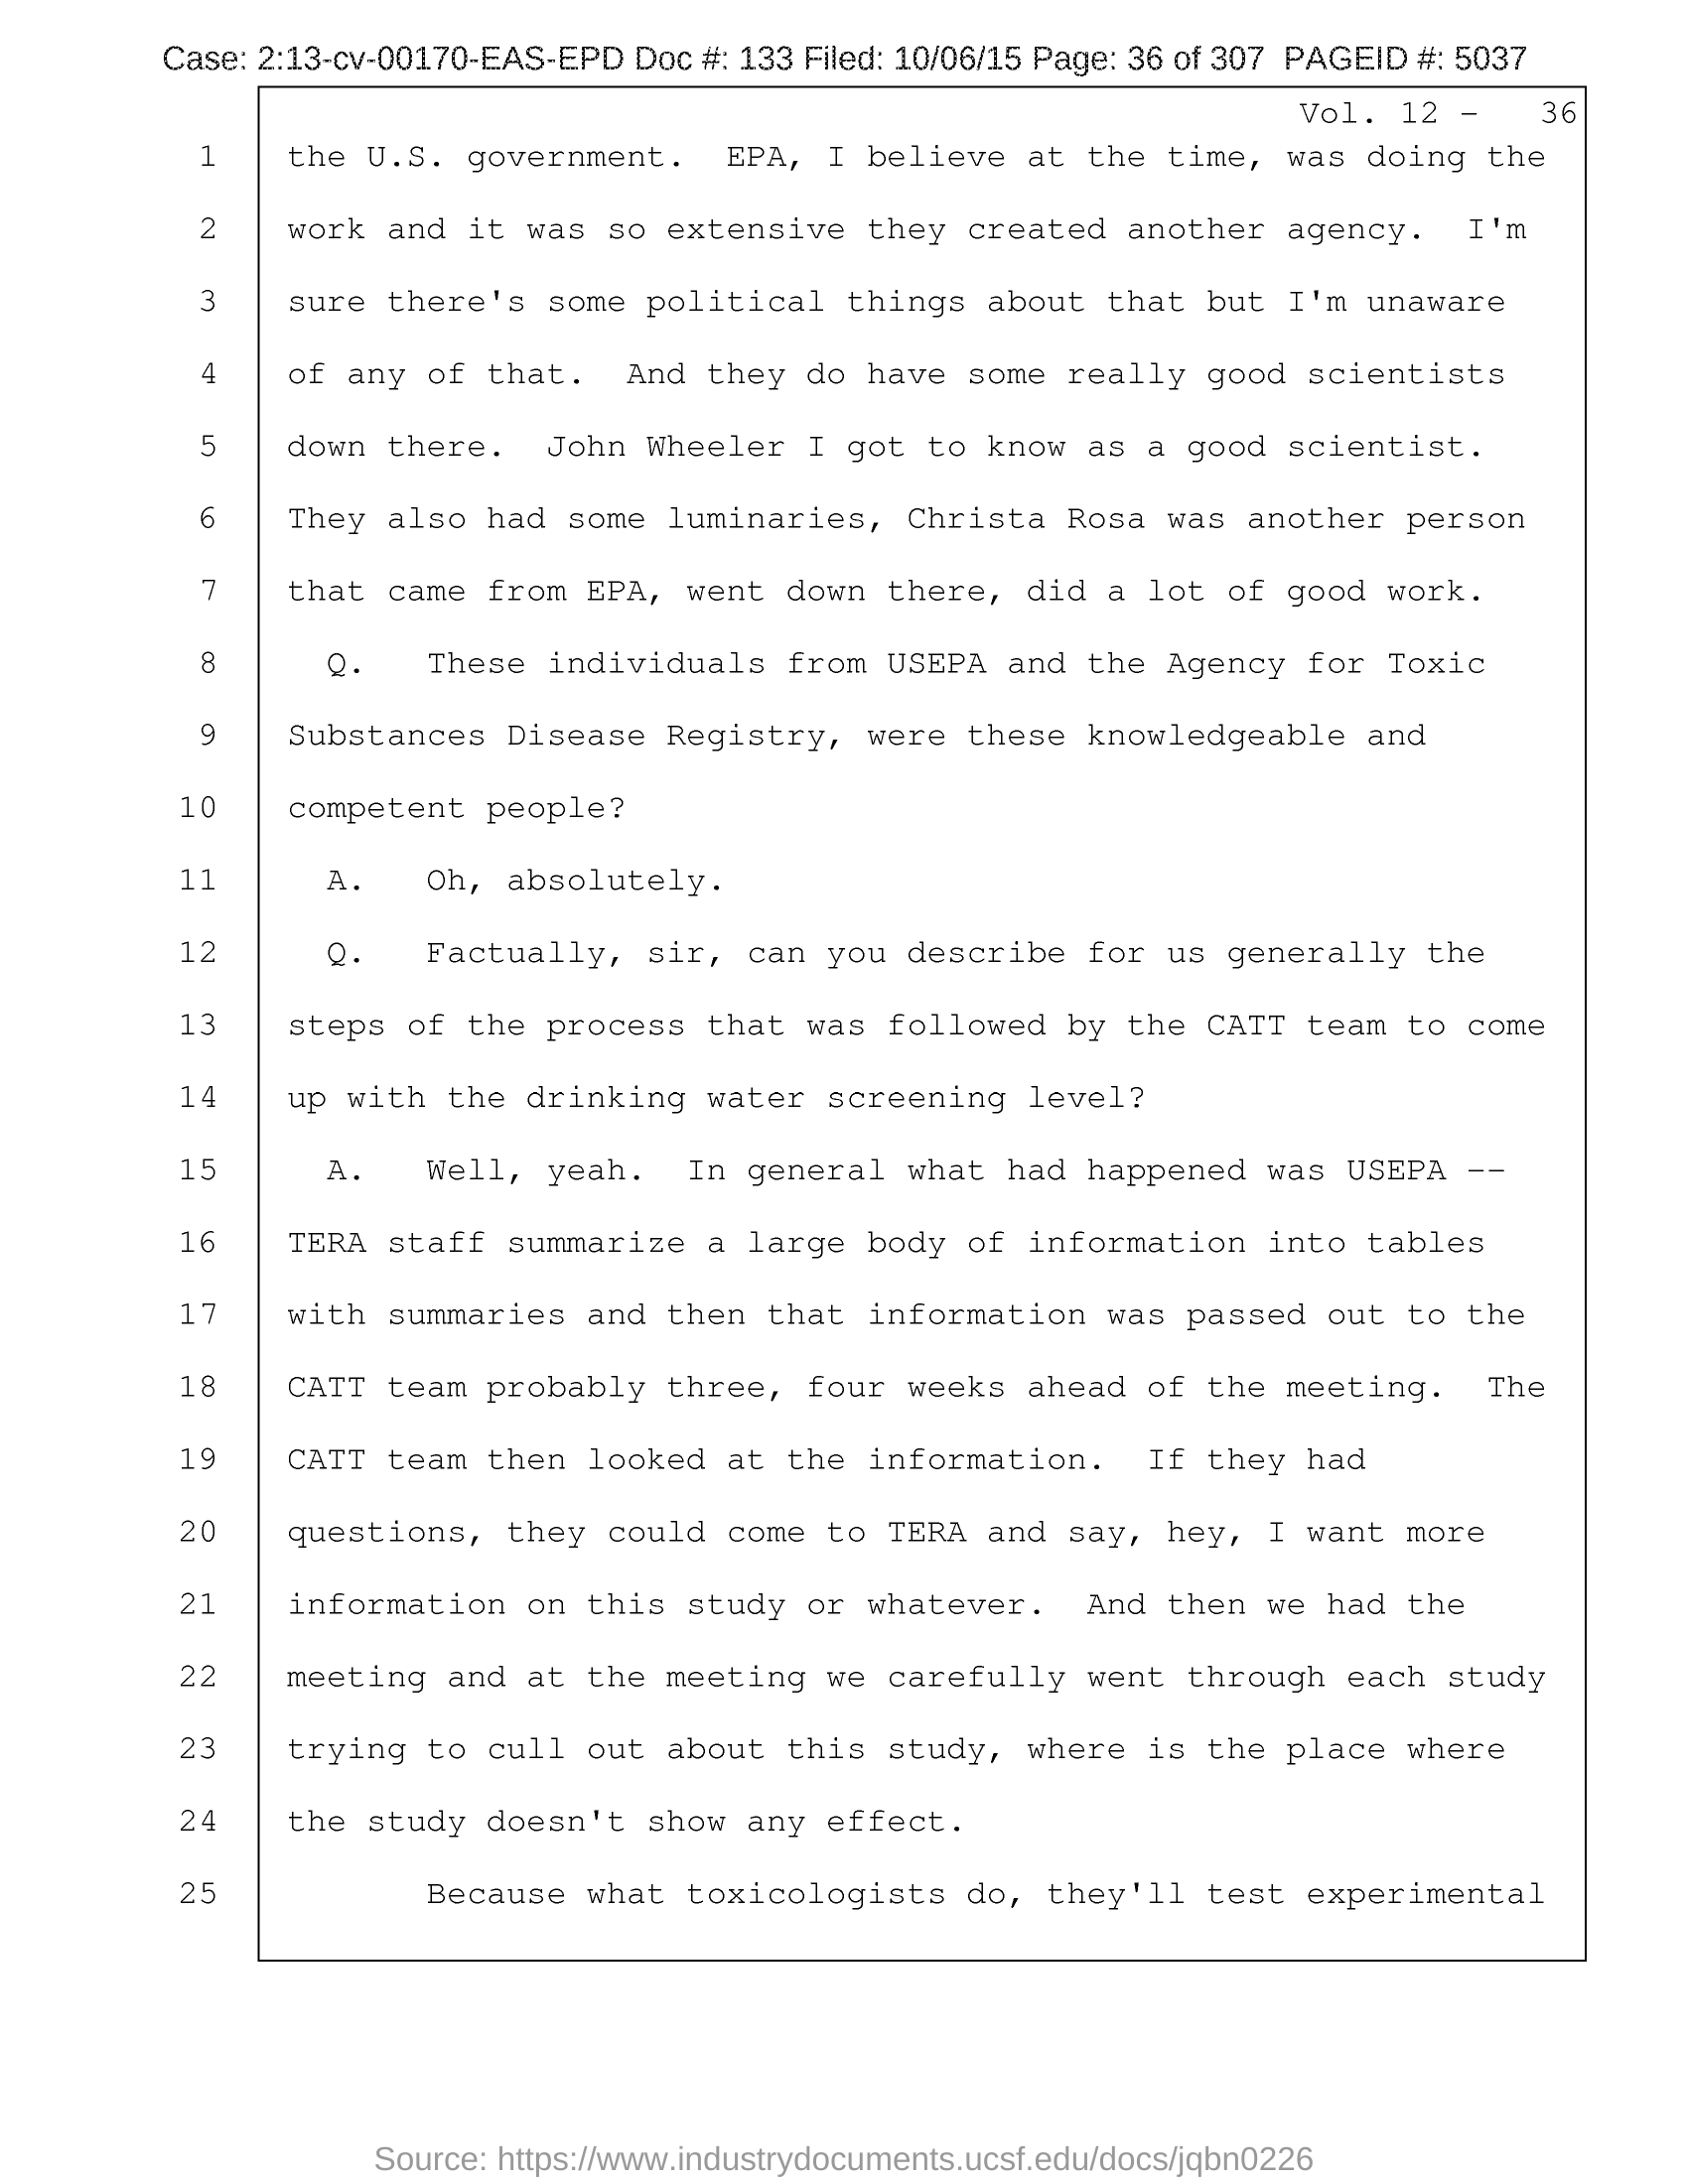 Case: 2:13-cv-00170-EAS-EPD Doc #: 133 Filed: 10/06/15 Page: 36 of 307 PAGEID #: 5037
Vol. 12 - 36
1 the U.S. government. EPA, I believe at the time, was doing the
2 work and it was so extensive they created another agency. I'm
3 sure there's some political things about that but I'm unaware
4 of any of that. And they do have some really good scientists
5 down there. John Wheeler I got to know as a good scientist.
6 They also had some luminaries, Christa Rosa was another person
7 that came from EPA, went down there, did a lot of good work.
8 Q. These individuals from USEPA and the Agency for Toxic
9 Substances Disease Registry, were these knowledgeable and
10 competent people?
11 A. Oh, absolutely.
12 Q. Factually, sir, can you describe for us generally the
13 steps of the process that was followed by the CATT team to come
14 up with the drinking water screening level?
15 A. Well, yeah. In general what had happened was USEPA --
16 TERA staff summarize a large body of information into tables
17 with summaries and then that information was passed out to the
18 CATT team probably three, four weeks ahead of the meeting. The
19 CATT team then looked at the information. If they had
20 questions, they could come to TERA and say, hey, I want more
21 information on this study or whatever. And then we had the
22 meeting and at the meeting we carefully went through each study
23 trying to cull out about this study, where is the place where
24 the study doesn't show any effect.
25 Because what toxicologists do, they'll test experimental
Source: https://www.industrydocuments.ucsf.edu/docs/jqbn0226